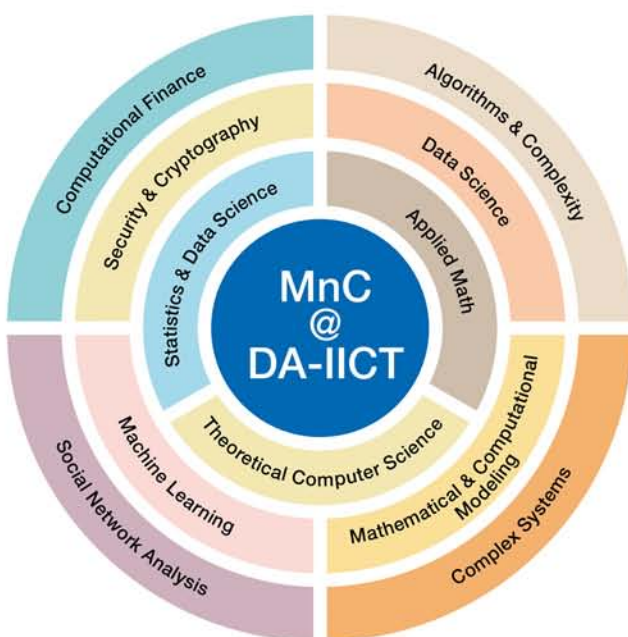 Computational Finance
Algorithms & Complexity
Security & Cryptography
Data Science
Statistics & Data Science
Applied Math
MnC
@
DA-IICT
Theoretical Computer Science
Machine Learning
Mathematical & Computational
Modeling
Social Network Analysis
Complex Systems